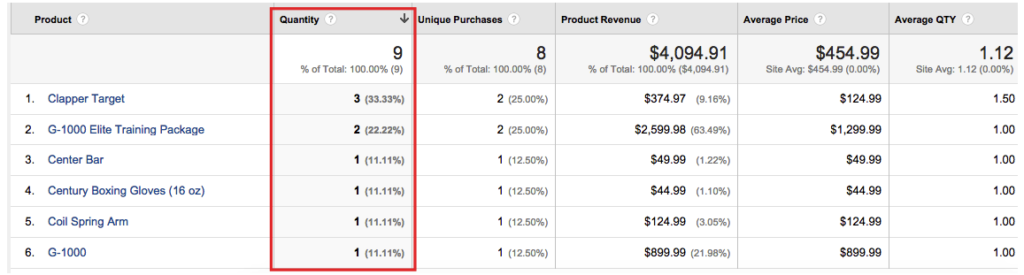 Product ? Quantity ? ↓ Unique Purchases ? Product Revenue ? Average Price ? Average QTY ?
9 8 $4,094.91 $454.99 1.12
% of Total: 100.00% (9) % of Total: 100.00% (8) % of Total: 100.00% ($4,094.91) Site Avg: $454.99 (0.00%) Site Avg: 1.12 (0.00%)
1. Clapper Target 3 (33.33%) 2 (25.00%) $374.97 (9.16%) $124.99 1.50
2. G-1000 Elite Training Package 2 (22.22%) 2 (25.00%) $2,599.98 (63.49%) $1,299.99 1.00
3. Center Bar 1 (11.11%) 1 (12.50%) $49.99 (1.22%) $49.99 1.00
4. Century Boxing Gloves (16 oz) 1 (11.11%) 1 (12.50%) $44.99 (1.10%) $44.99 1.00
5. Coil Spring Arm 1 (11.11%) 1 (12.50%) $124.99 (3.05%) $124.99 1.00
6. G-1000 1 (11.11%) 1 (12.50%) $899.99 (21.98%) $899.99 1.00